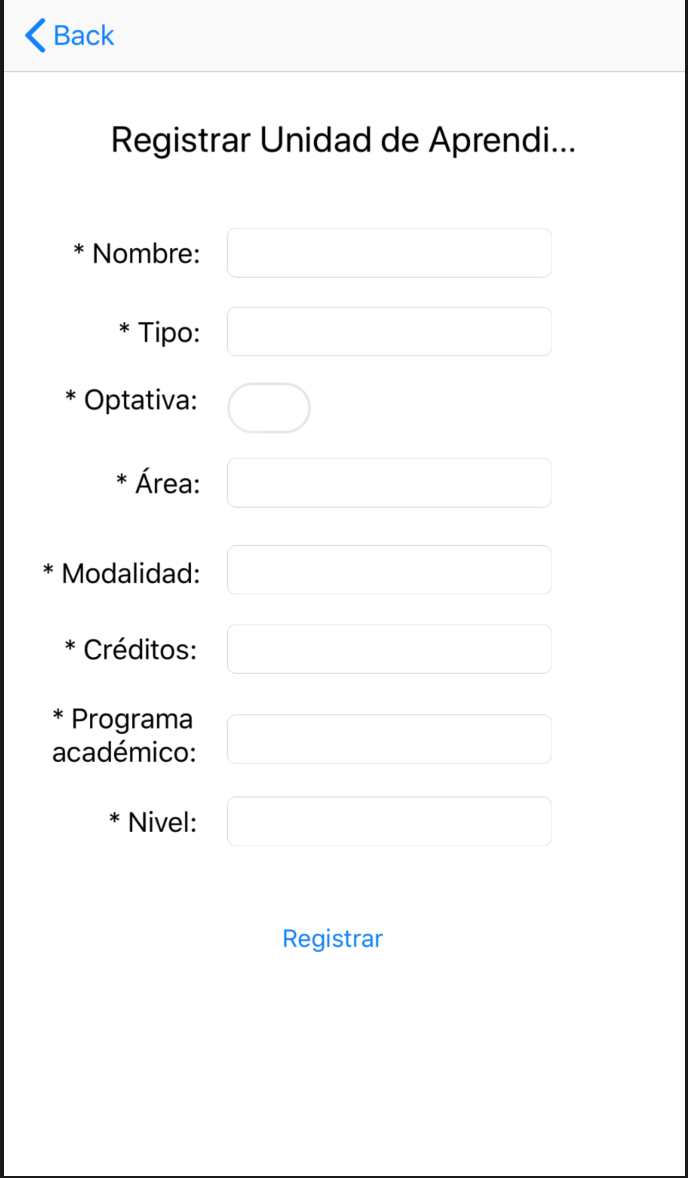 Back
Registrar Unidad de Aprendi...
* Nombre:
* Tipo:
* Optativa:
* Área:
* Modalidad:
* Créditos:
* Programa
académico:
* Nivel:
Registrar